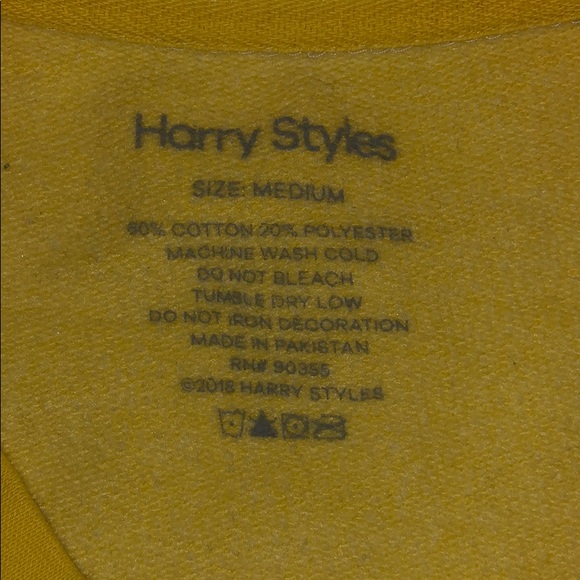 Harry Styles
SIZE: MEDIUM
80% COTTON 20% POLYESTER
MACHINE WASH COLD
DO NOT BLEACH
TUMBLE DRY LOW
DO NOT IRON DECORATION
MADE IN PAKISTAN
RN# 90355
©2018 HARRY STYLES